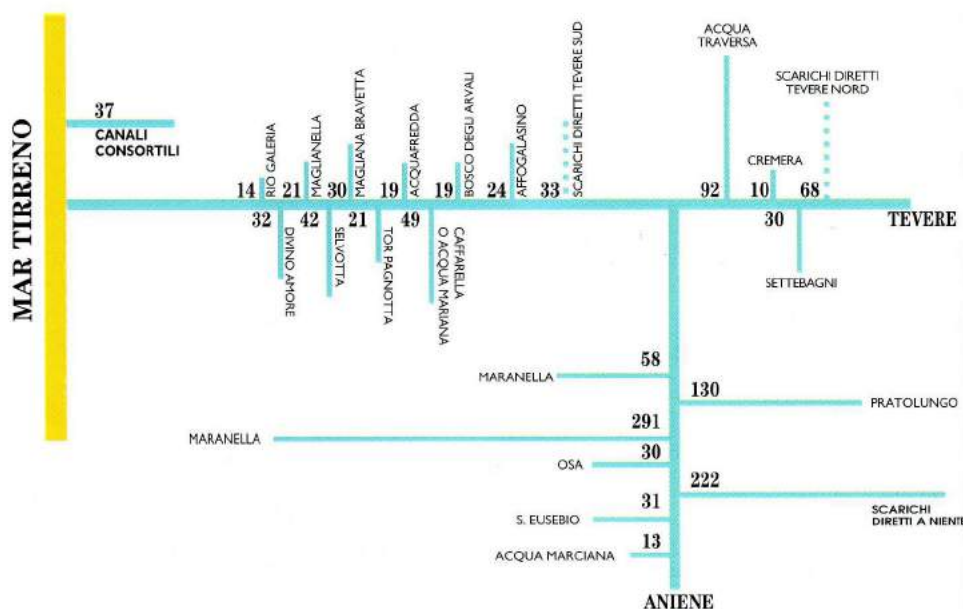 ACQUA
TRAVERSA
SCARICHI DIRETTI
TEVERE NORD
SCARICHI DIRETTI TEVERE SUD
MAR TIRRENO
37
CANALI
CONSORTILI
RIO GALERIA
MAGLIANELLA
MAGLIANA BRAVETTA
ACQUAFREDDA
BOSCO DEGLI ARVALI
AFFOGALASINO
CREMERA
14 21 30 19 19 24 33 92 10 68
32 42 21 49 30 TEVERE
DIVINO AMORE
SELVOTTA
TOR PAGNOTTA
CAFFARELLA
O ACQUA MARIANA
SETTEBAGNI
58
MARANELLA
130
PRATOLUNGO
291
MARANELLA
30
OSA
222
SCARICHI
DIRETTI A NIENTE
31
S. EUSEBIO
13
ACQUA MARCIANA
ANIENE